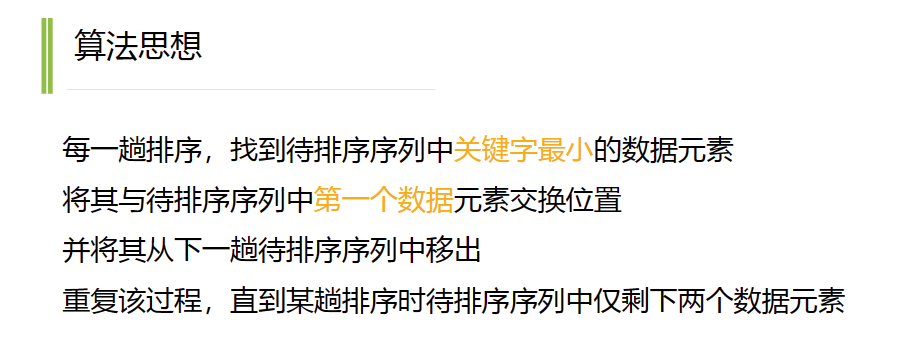 算法思想
每一趟排序，找到待排序序列中关键字最小的数据元素
将其与待排序序列中第一个数据元素交换位置
并将其从下一趟待排序序列中移出
重复该过程，直到某趟排序时待排序序列中仅剩下两个数据元素